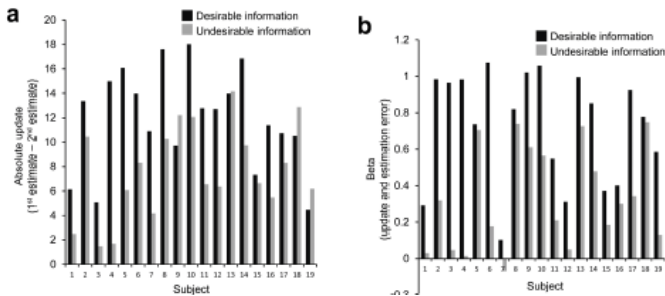 a
Desirable information
Undesirable information
20
18
16
14
12
10
8
6
4
2
0
Absolute update
(1st estimate – 2nd estimate)
1 2 3 4 5 6 7 8 9 10 11 12 13 14 15 16 17 18 19
Subject
b
Desirable information
Undesirable information
1.2
1
0.8
0.6
0.4
0.2
0
-0.2
Beta
(update and estimation error)
1 2 3 4 5 6 7 8 9 10 11 12 13 14 15 16 17 18 19
Subject